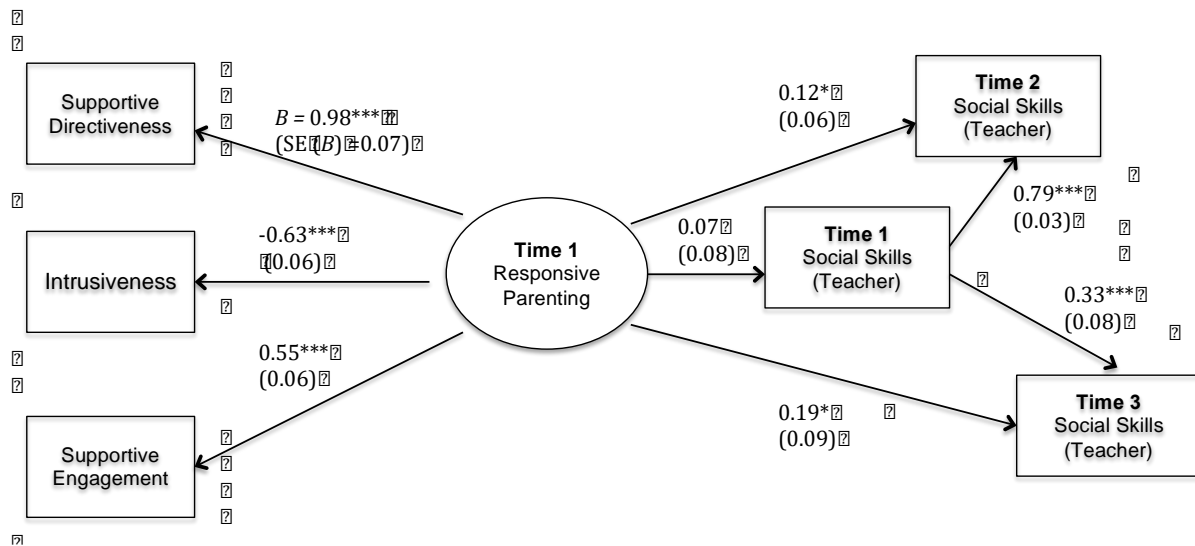 Supportive
Directiveness
B = 0.98***
(SE (B) =0.07)
Intrusiveness
-0.63***
(0.06)
Supportive
Engagement
0.55***
(0.06)
Time 1
Responsive
Parenting
0.12*
(0.06)
0.07
(0.08)
0.19*
(0.09)
Time 1
Social Skills
(Teacher)
Time 2
Social Skills
(Teacher)
0.79***
(0.03)
0.33***
(0.08)
Time 3
Social Skills
(Teacher)